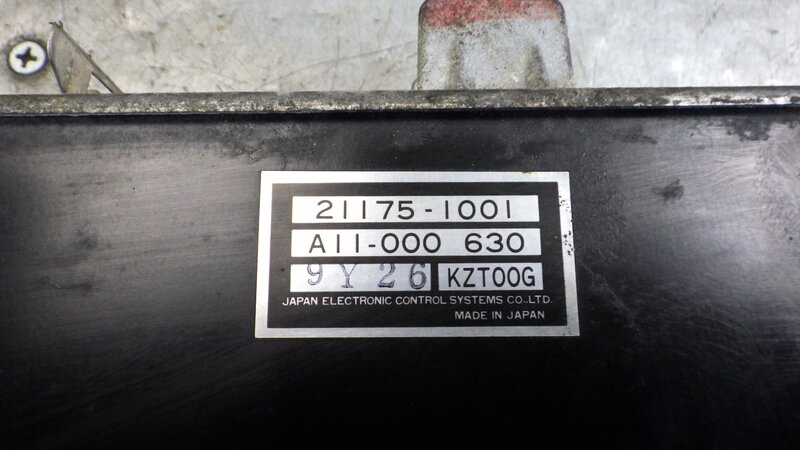 21175-1001
A11-000 630
9Y26 KZT00G
JAPAN ELECTRONIC CONTROL SYSTEMS CO.,LTD.
MADE IN JAPAN